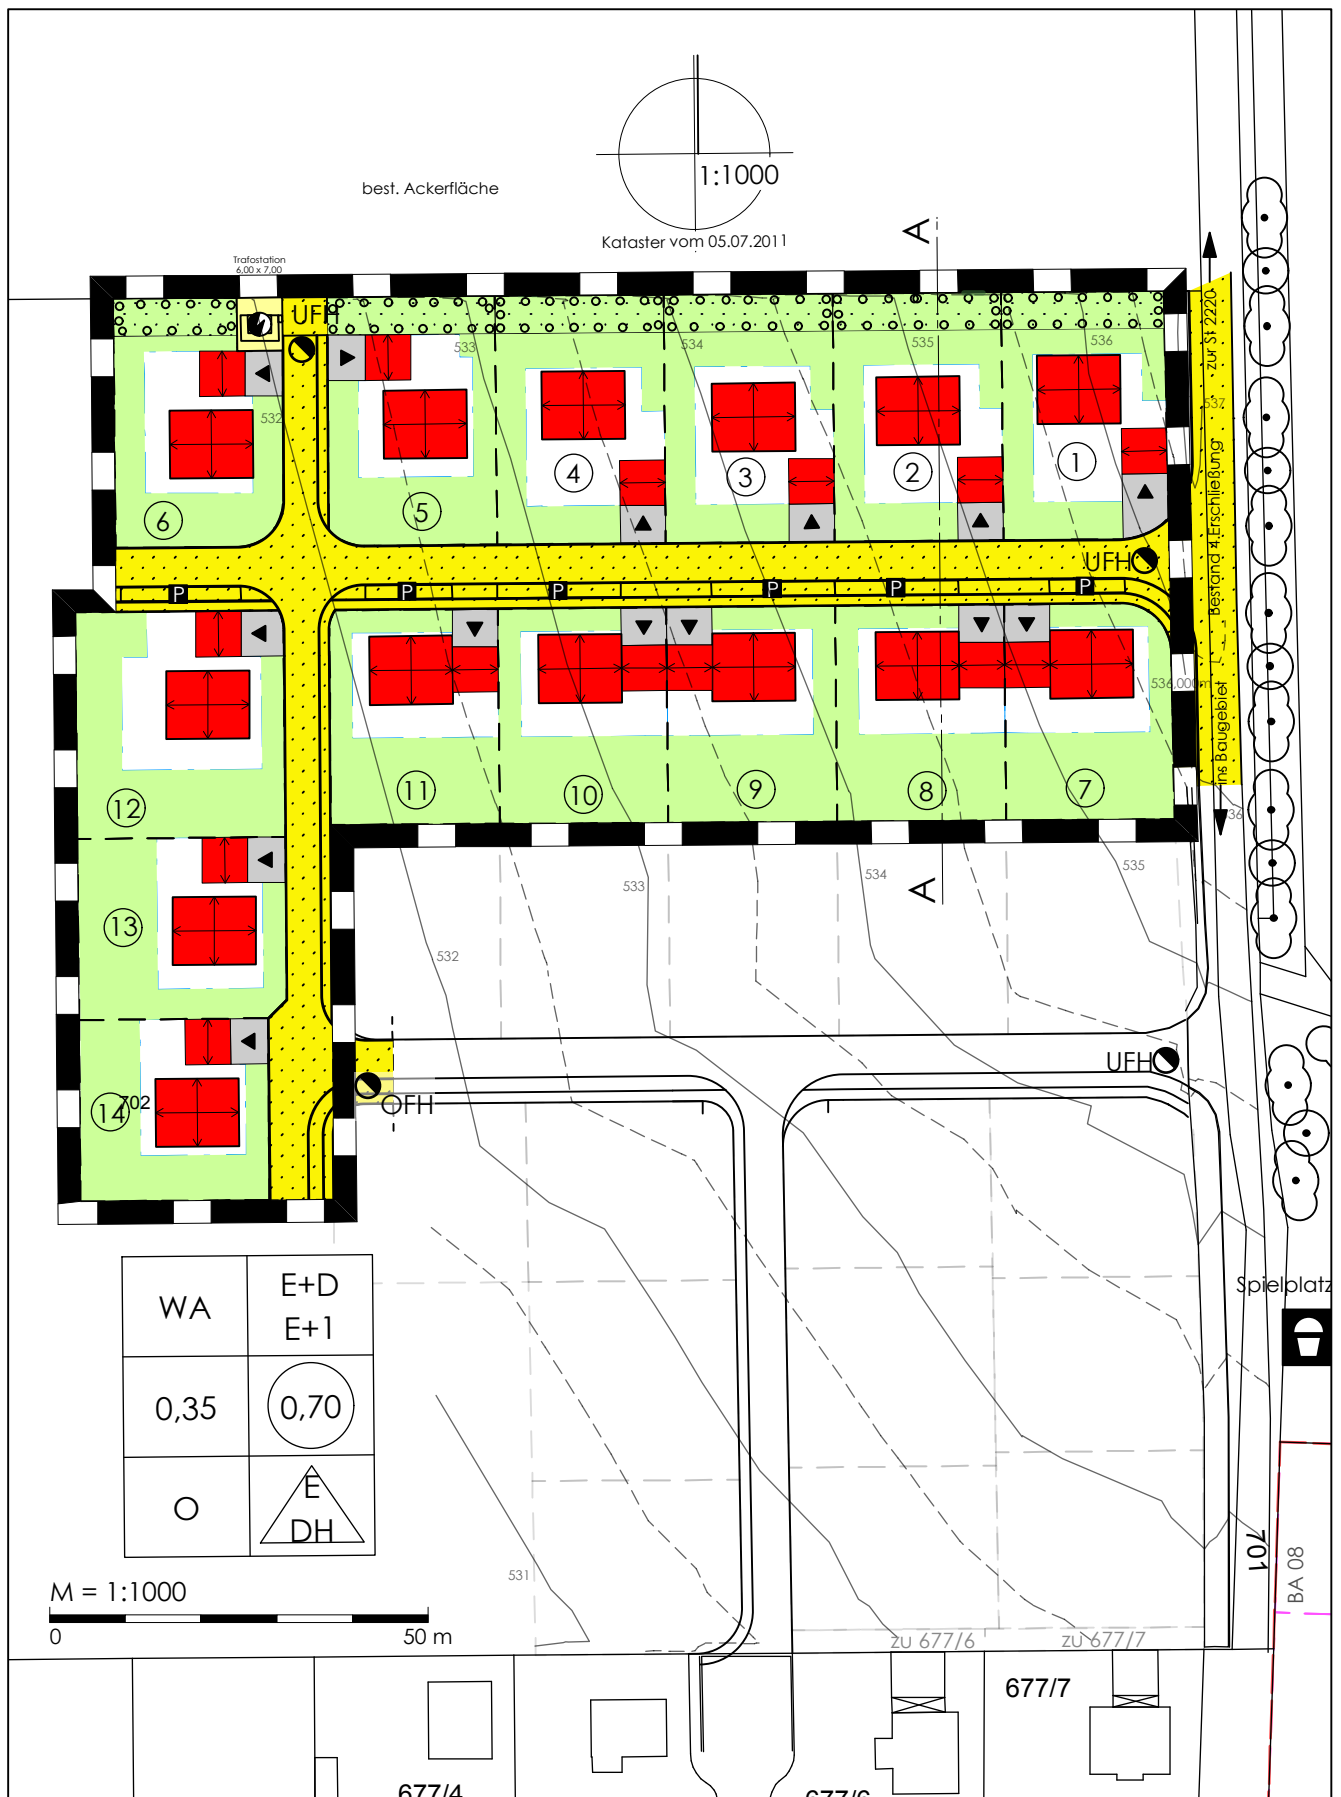 1:1000
best. Ackerfläche
Kataster vom 05.07.2011
A
Trafostation
6,00 x 7,00
UFH
zur St 2220
533
534
535
536
537
532
Bestand 4.Erschließung
ins Baugebiet
1
2
3
4
5
6
UFH
P
P
P
P
P
P
536,000m
12
11
10
9
8
7
36
533
534
535
A
13
532
UFH
OFH
14
702
WA
E+D
E+1
0,35
0,70
O
E
DH
Spielplatz
M = 1:1000
0
50 m
531
701
BA 08
zu 677/6
zu 677/7
677/7
677/4
677/6